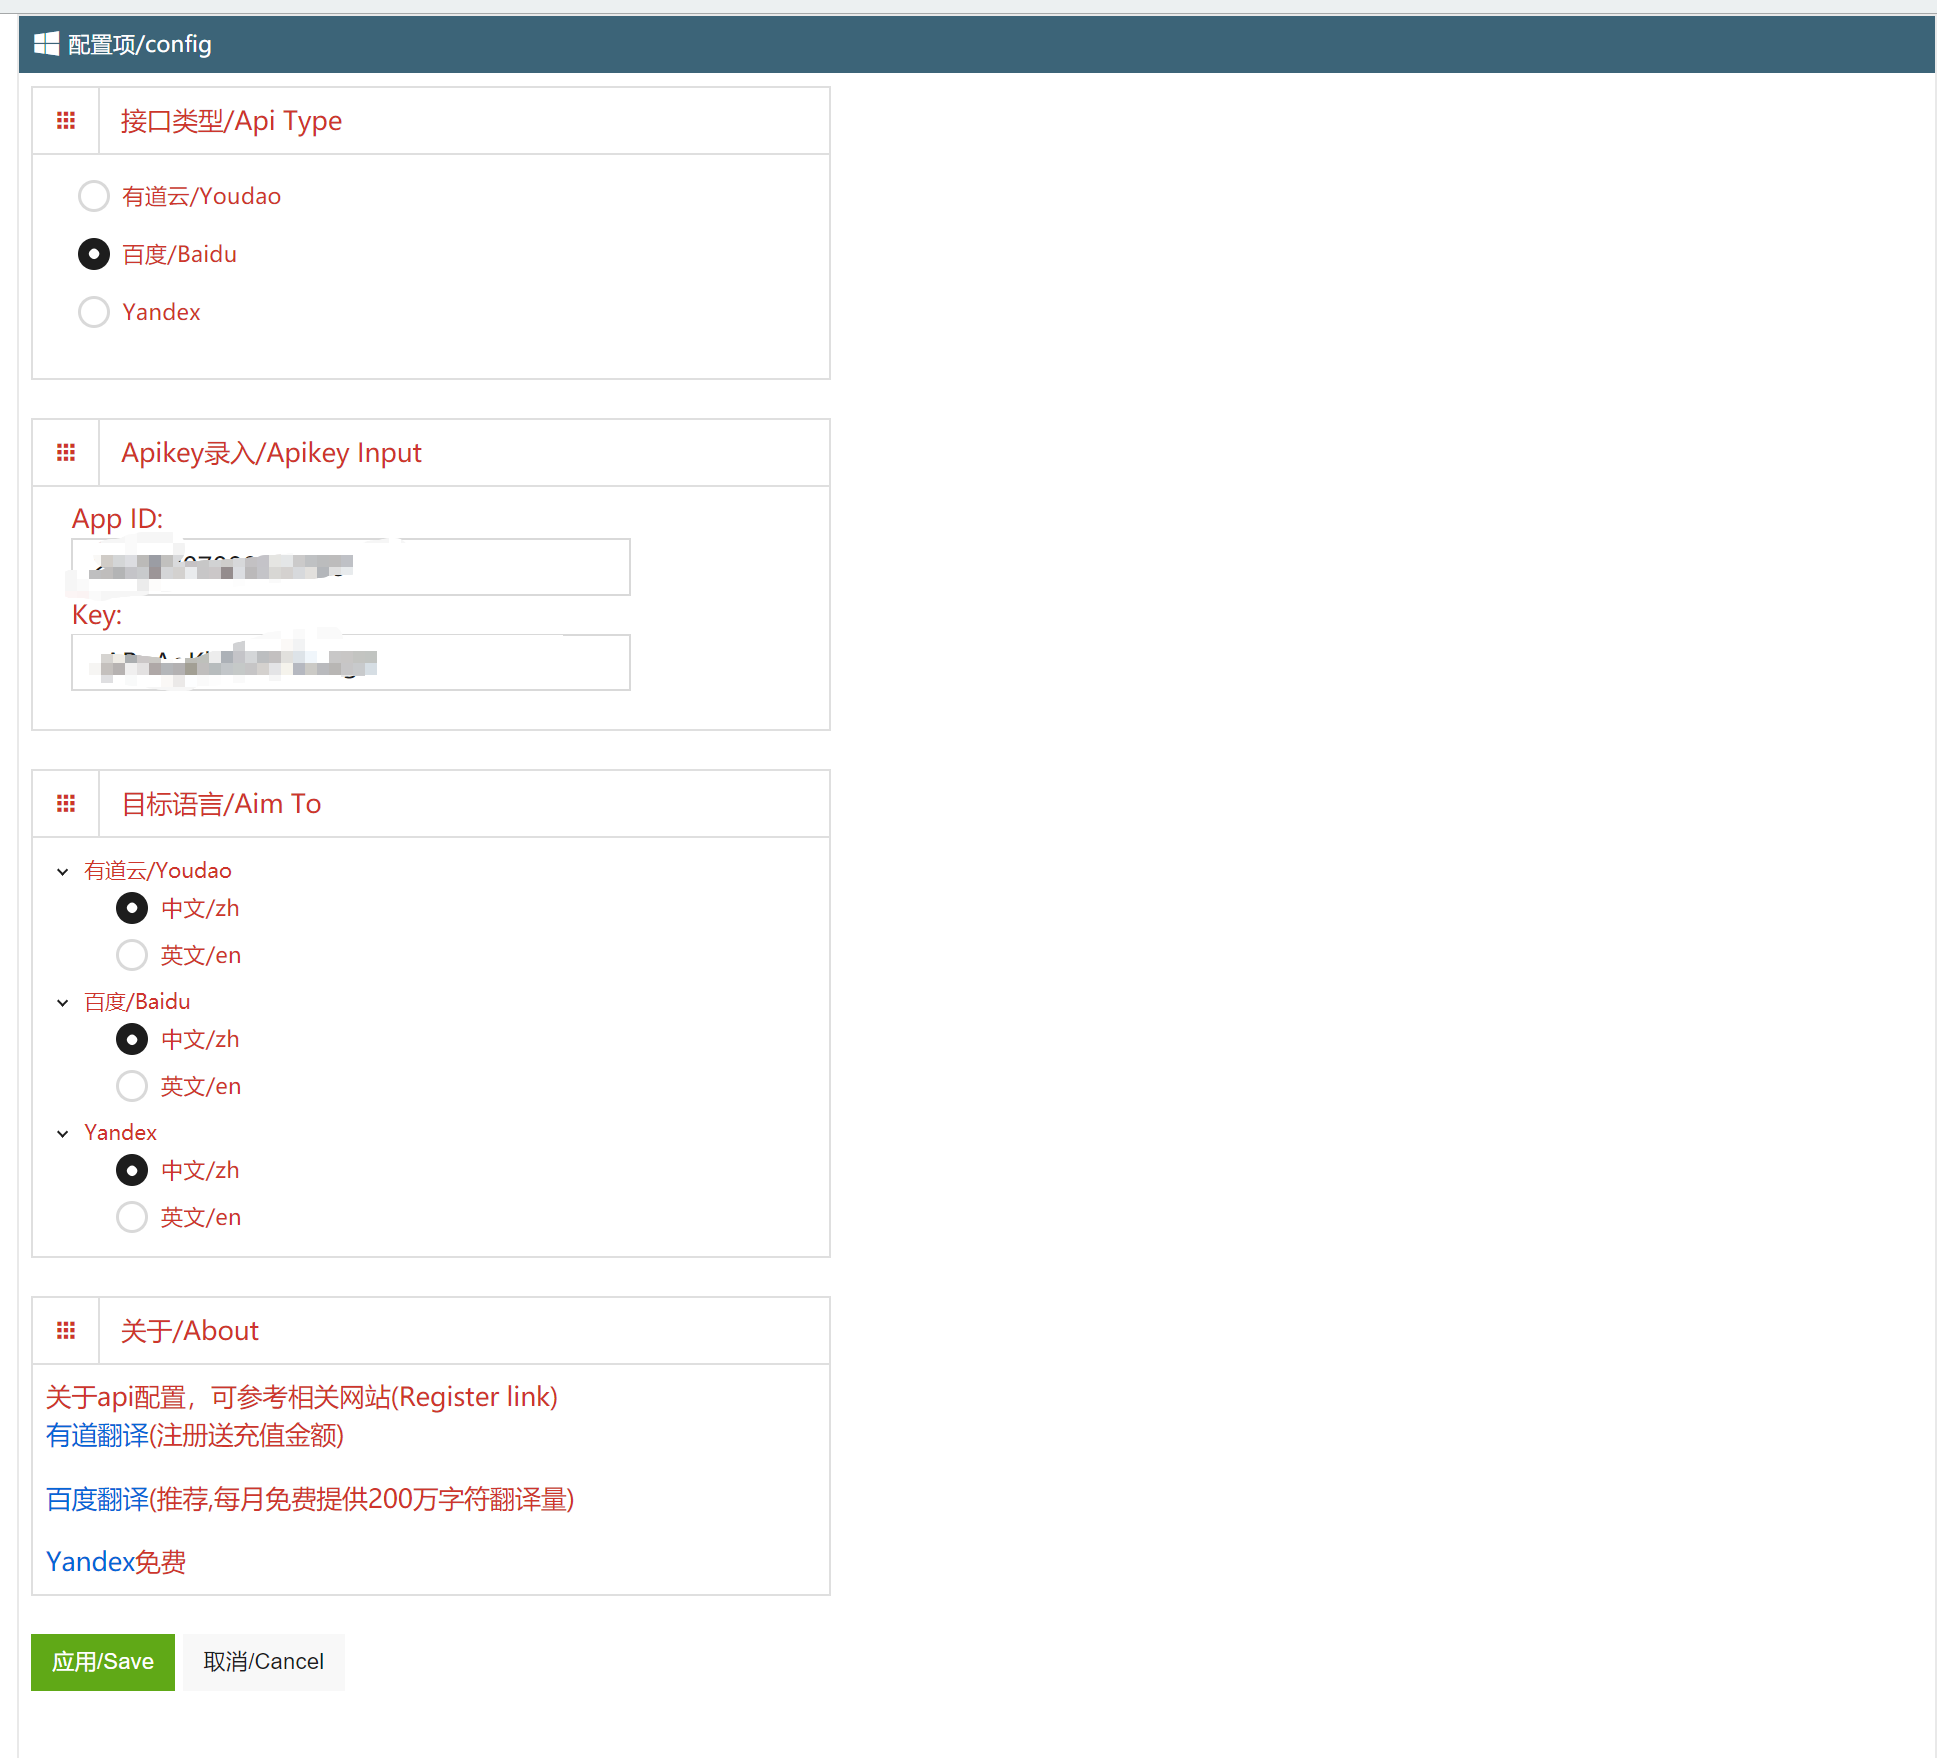 配置项/config
接口类型/Api Type
有道云/Youdao
百度/Baidu
Yandex
Apikey录入/Apikey Input
App ID:
Key:
目标语言/Aim To
有道云/Youdao
中文/zh
英文/en
百度/Baidu
中文/zh
英文/en
Yandex
中文/zh
英文/en
关于/About
关于api配置，可参考相关网站(Register link)
有道翻译(注册送充值金额)
百度翻译(推荐,每月免费提供200万字符翻译量)
Yandex免费
应用/Save
取消/Cancel